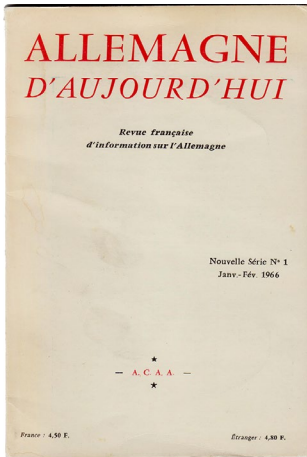 ALLEMAGNE
D'AUJOURD'HUI
Revue française
d'information sur l'Allemagne
Nouvelle Série N° 1
Janv.-Fév. 1966
★
— A. C. A. A. —
★
France : 4,50 F.
Étranger : 4,80 F.